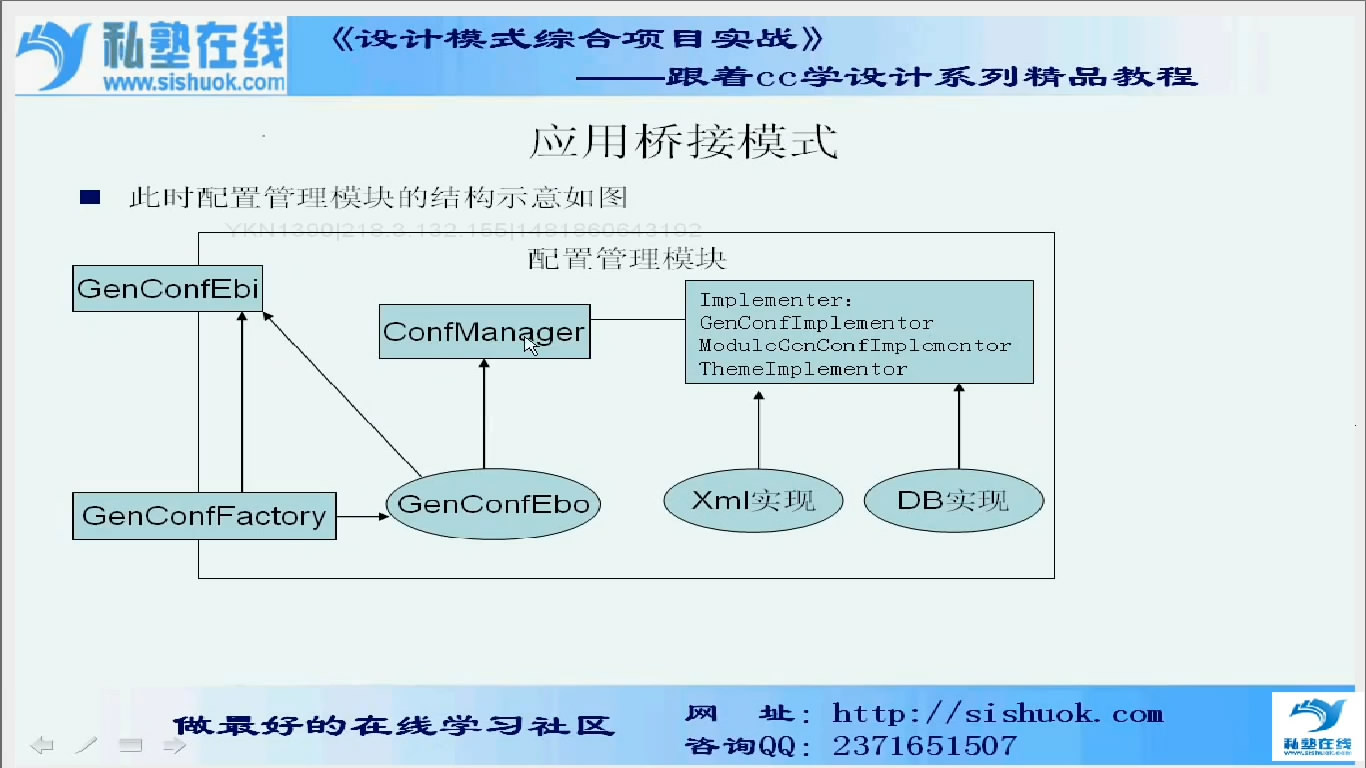 私塾在线
www.sishuok.com
《设计模式综合项目实战》
——跟着cc学设计系列精品教程
应用桥接模式
此时配置管理模块的结构示意如图
YKN1390|218.3.132.155|1481860643192
配置管理模块
GenConfEbi
ConfManager
Implementer:
GenConfImplementor
ModuleGenConfImplementor
ThemeImplementor
GenConfFactory
GenConfEbo
Xml实现
DB实现
做最好的在线学习社区
网 址: http://sishuok.com
咨询QQ: 2371651507
私塾在线
www.sishuok.com